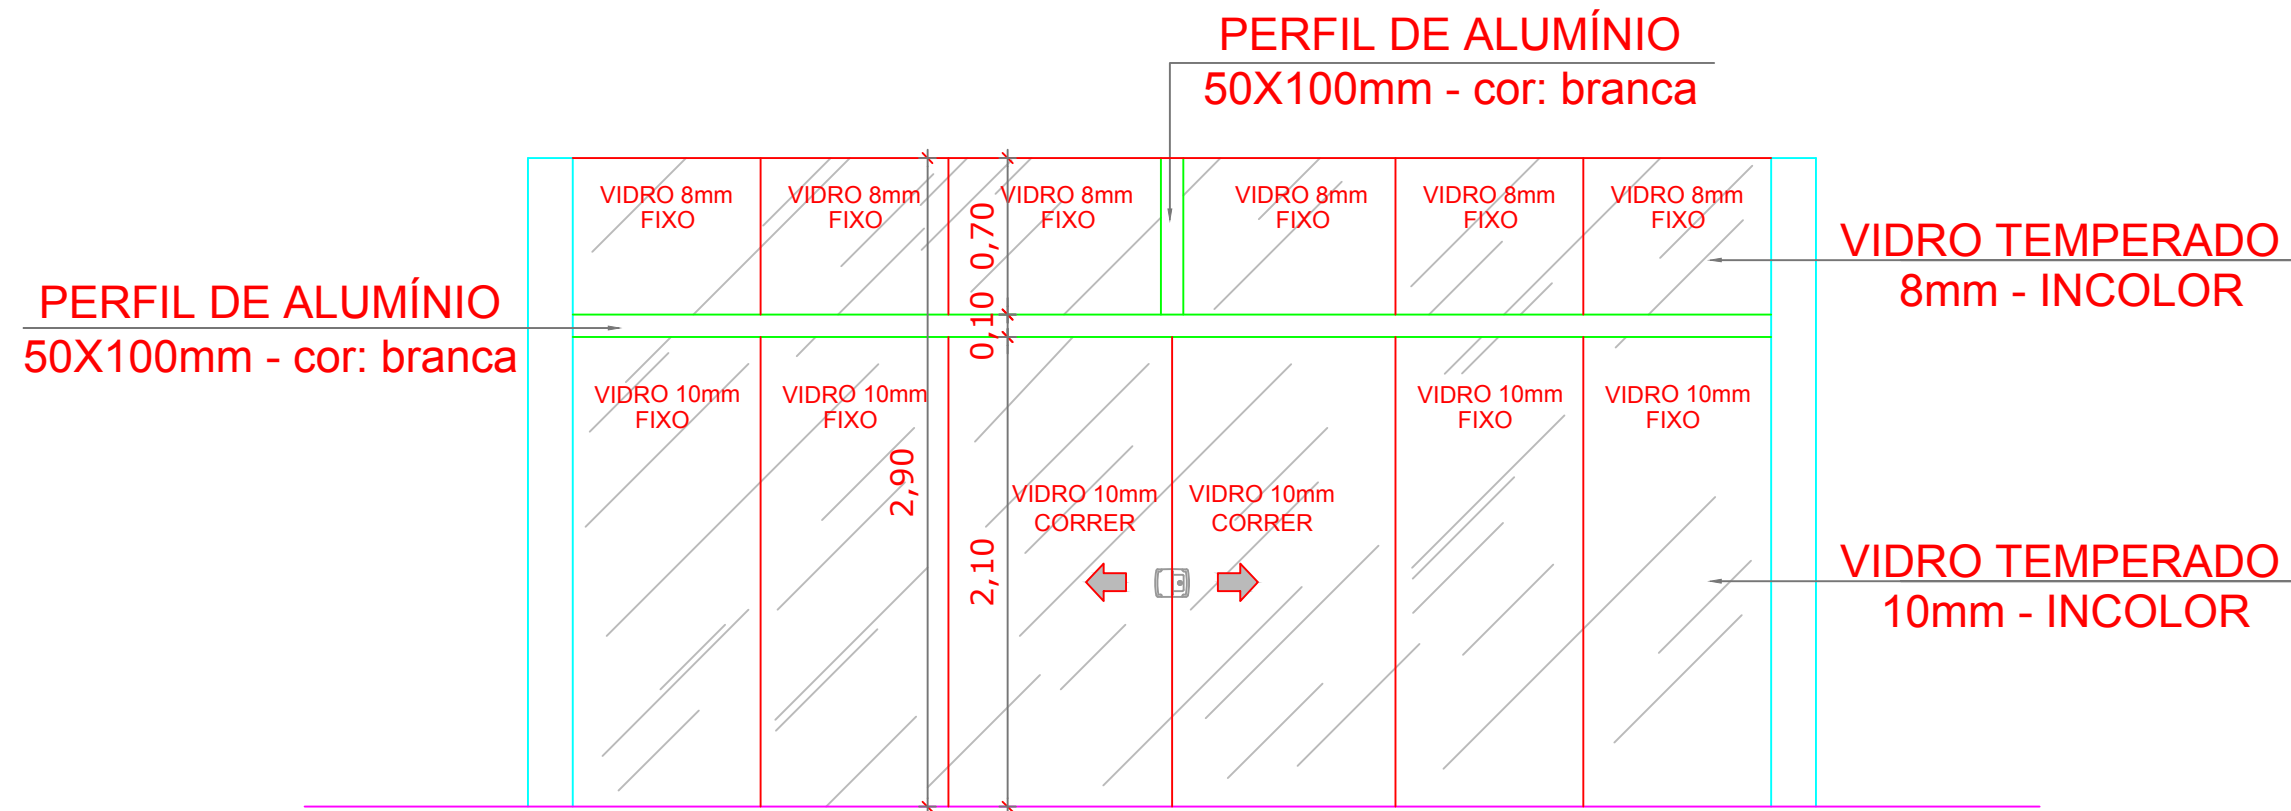 PERFIL DE ALUMÍNIO
50X100mm - cor: branca
VIDRO 8mm
FIXO
VIDRO 8mm
FIXO
VIDRO 8mm
FIXO
VIDRO 8mm
FIXO
VIDRO 8mm
FIXO
VIDRO 8mm
FIXO
0,70
VIDRO TEMPERADO
8mm - INCOLOR
PERFIL DE ALUMÍNIO
50X100mm - cor: branca
0,10
VIDRO 10mm
FIXO
VIDRO 10mm
FIXO
VIDRO 10mm
FIXO
VIDRO 10mm
FIXO
2,90
VIDRO 10mm
CORRER
VIDRO 10mm
CORRER
2,10
VIDRO TEMPERADO
10mm - INCOLOR